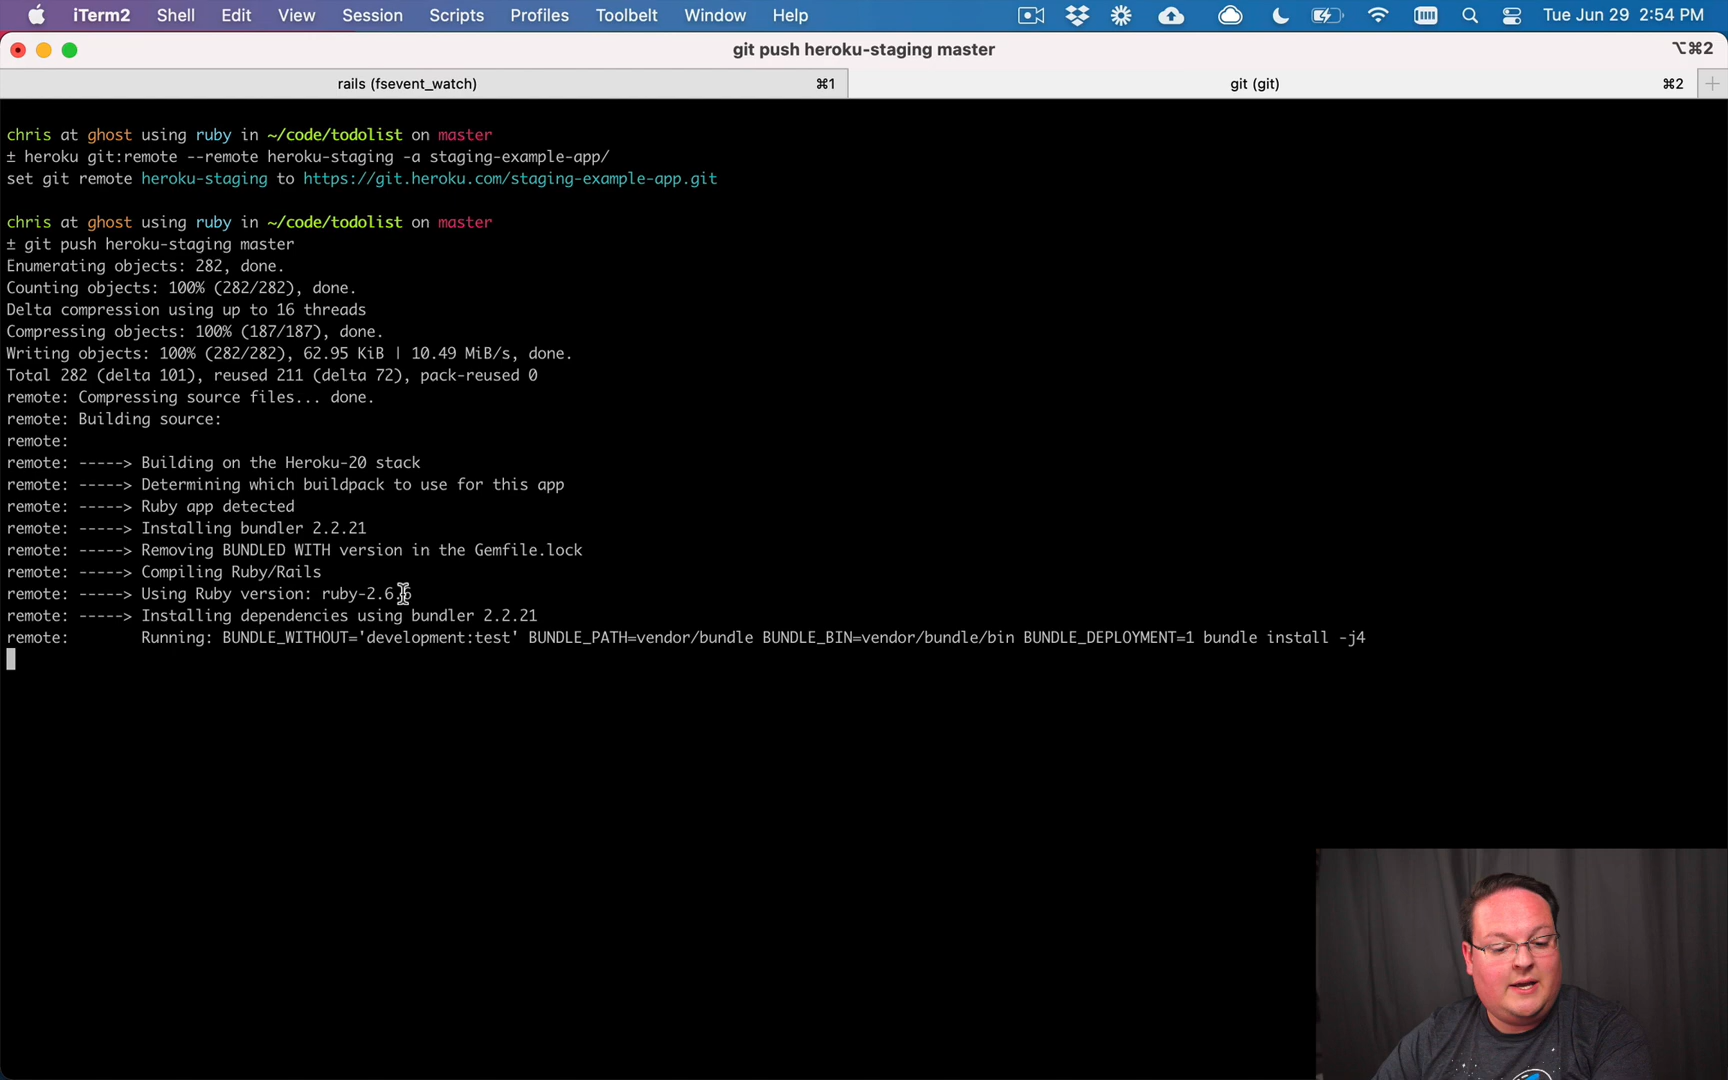 iTerm2 Shell Edit View Session Scripts Profiles Toolbelt Window Help Tue Jun 29 2:54 PM
git push heroku-staging master ⌥⌘2
rails (fsevent_watch) ⌘1 git (git) ⌘2
chris at ghost using ruby in ~/code/todolist on master
± heroku git:remote --remote heroku-staging -a staging-example-app/
set git remote heroku-staging to https://git.heroku.com/staging-example-app.git
chris at ghost using ruby in ~/code/todolist on master
± git push heroku-staging master
Enumerating objects: 282, done.
Counting objects: 100% (282/282), done.
Delta compression using up to 16 threads
Compressing objects: 100% (187/187), done.
Writing objects: 100% (282/282), 62.95 KiB | 10.49 MiB/s, done.
Total 282 (delta 101), reused 211 (delta 72), pack-reused 0
remote: Compressing source files... done.
remote: Building source:
remote:
remote: -----> Building on the Heroku-20 stack
remote: -----> Determining which buildpack to use for this app
remote: -----> Ruby app detected
remote: -----> Installing bundler 2.2.21
remote: -----> Removing BUNDLED WITH version in the Gemfile.lock
remote: -----> Compiling Ruby/Rails
remote: -----> Using Ruby version: ruby-2.6.6
remote: -----> Installing dependencies using bundler 2.2.21
remote: Running: BUNDLE_WITHOUT='development:test' BUNDLE_PATH=vendor/bundle BUNDLE_BIN=vendor/bundle/bin BUNDLE_DEPLOYMENT=1 bundle install -j4